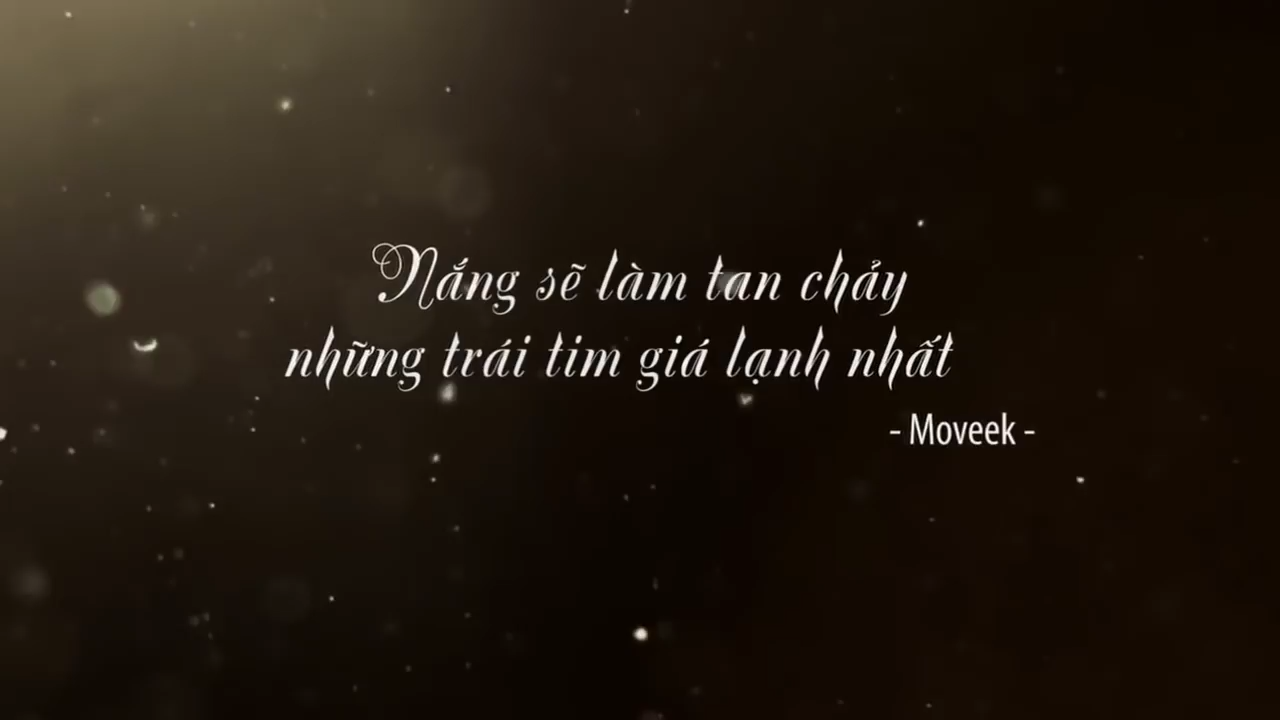 Nắng sẽ làm tan chảy
những trái tim giá lạnh nhất
- Moveek -